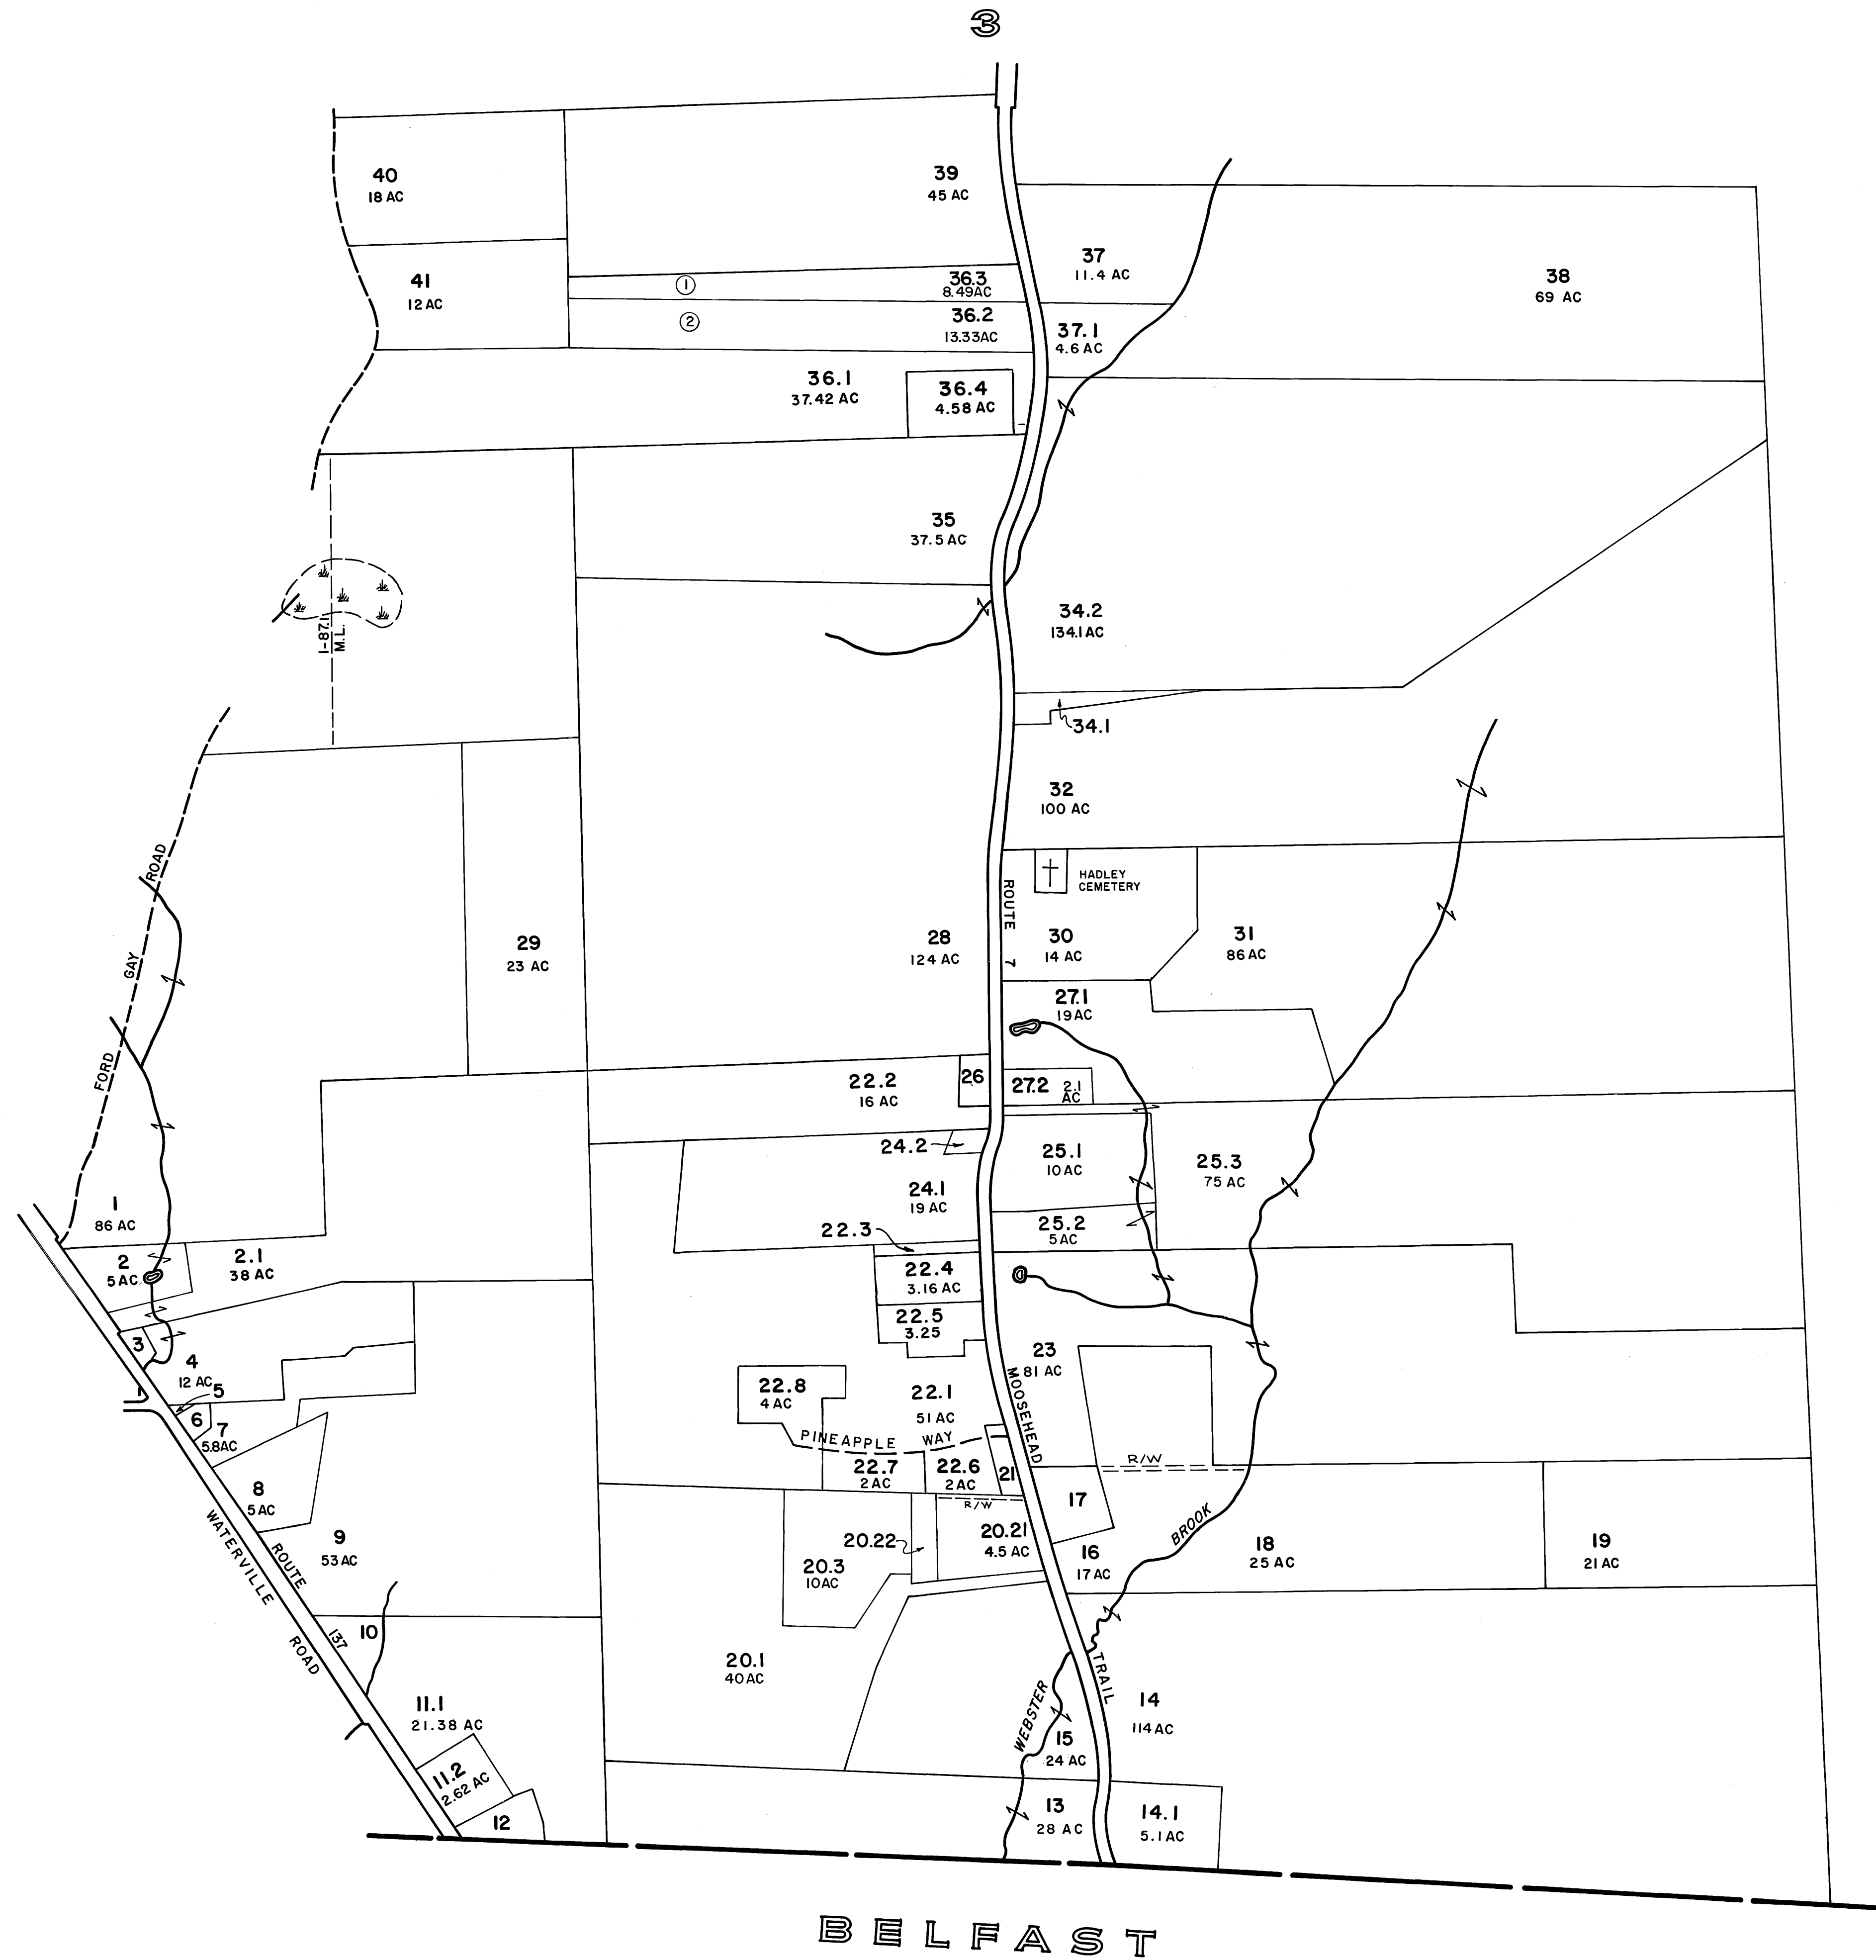 3
40
18 AC
39
45 AC
41
12 AC
1
36.3
8.49AC
2
36.2
13.33AC
37
11.4 AC
37.1
4.6 AC
38
69 AC
36.1
37.42 AC
36.4
4.58 AC
35
37.5 AC
1-87.1
M.L.
34.2
134.1AC
34.1
32
100 AC
HADLEY
CEMETERY
ROUTE 7
30
14 AC
31
86 AC
28
124 AC
29
23 AC
FORD GAY ROAD
27.1
19 AC
26
27.2
2.1
AC
22.2
16 AC
24.2
25.1
10 AC
25.3
75 AC
24.1
19 AC
22.3
25.2
5 AC
1
86 AC
2
5 AC
2.1
38 AC
22.4
3.16 AC
22.5
3.25
3
4
12 AC
5
6
7
5.8AC
23
81 AC
MOOSEHEAD TRAIL
22.8
4 AC
22.1
51 AC
PINEAPPLE WAY
22.7
2 AC
22.6
2 AC
21
R/W
R/W
8
5 AC
17
9
53 AC
WATERVILLE ROAD
ROUTE 137
20.22
20.21
4.5 AC
20.3
10 AC
16
17 AC
WEBSTER BROOK
18
25 AC
19
21 AC
10
20.1
40 AC
11.1
21.38 AC
14
114 AC
15
24 AC
11.2
2.62 AC
12
13
28 AC
14.1
5.1 AC
BELFAST